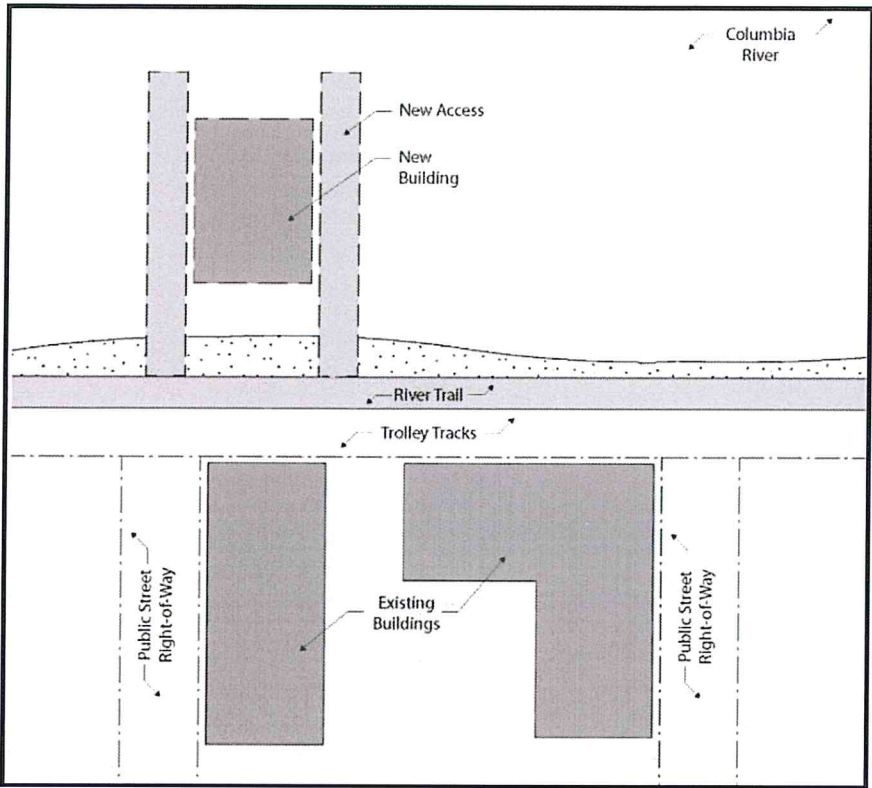 Columbia
River
New Access
New
Building
River Trail
Trolley Tracks
Public Street
Right-of-Way
Existing
Buildings
Public Street
Right-of-Way